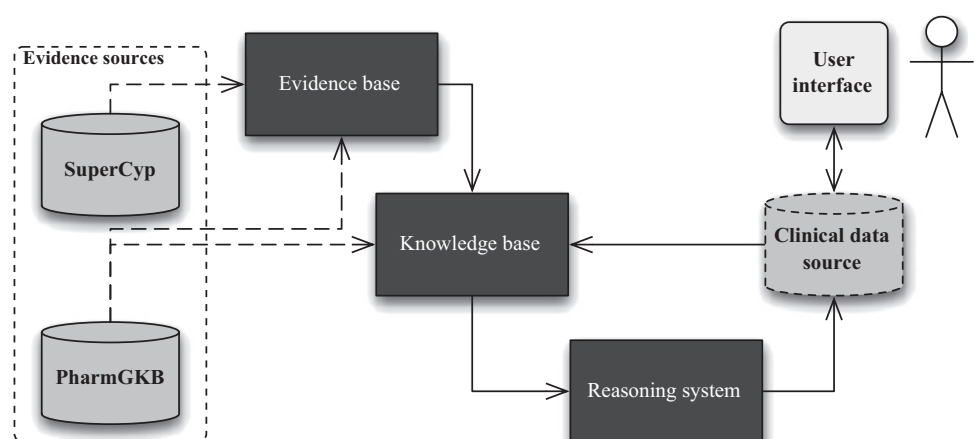 Evidence sources
SuperCyp
PharmGKB
Evidence base
Knowledge base
Reasoning system
User
interface
Clinical data
source